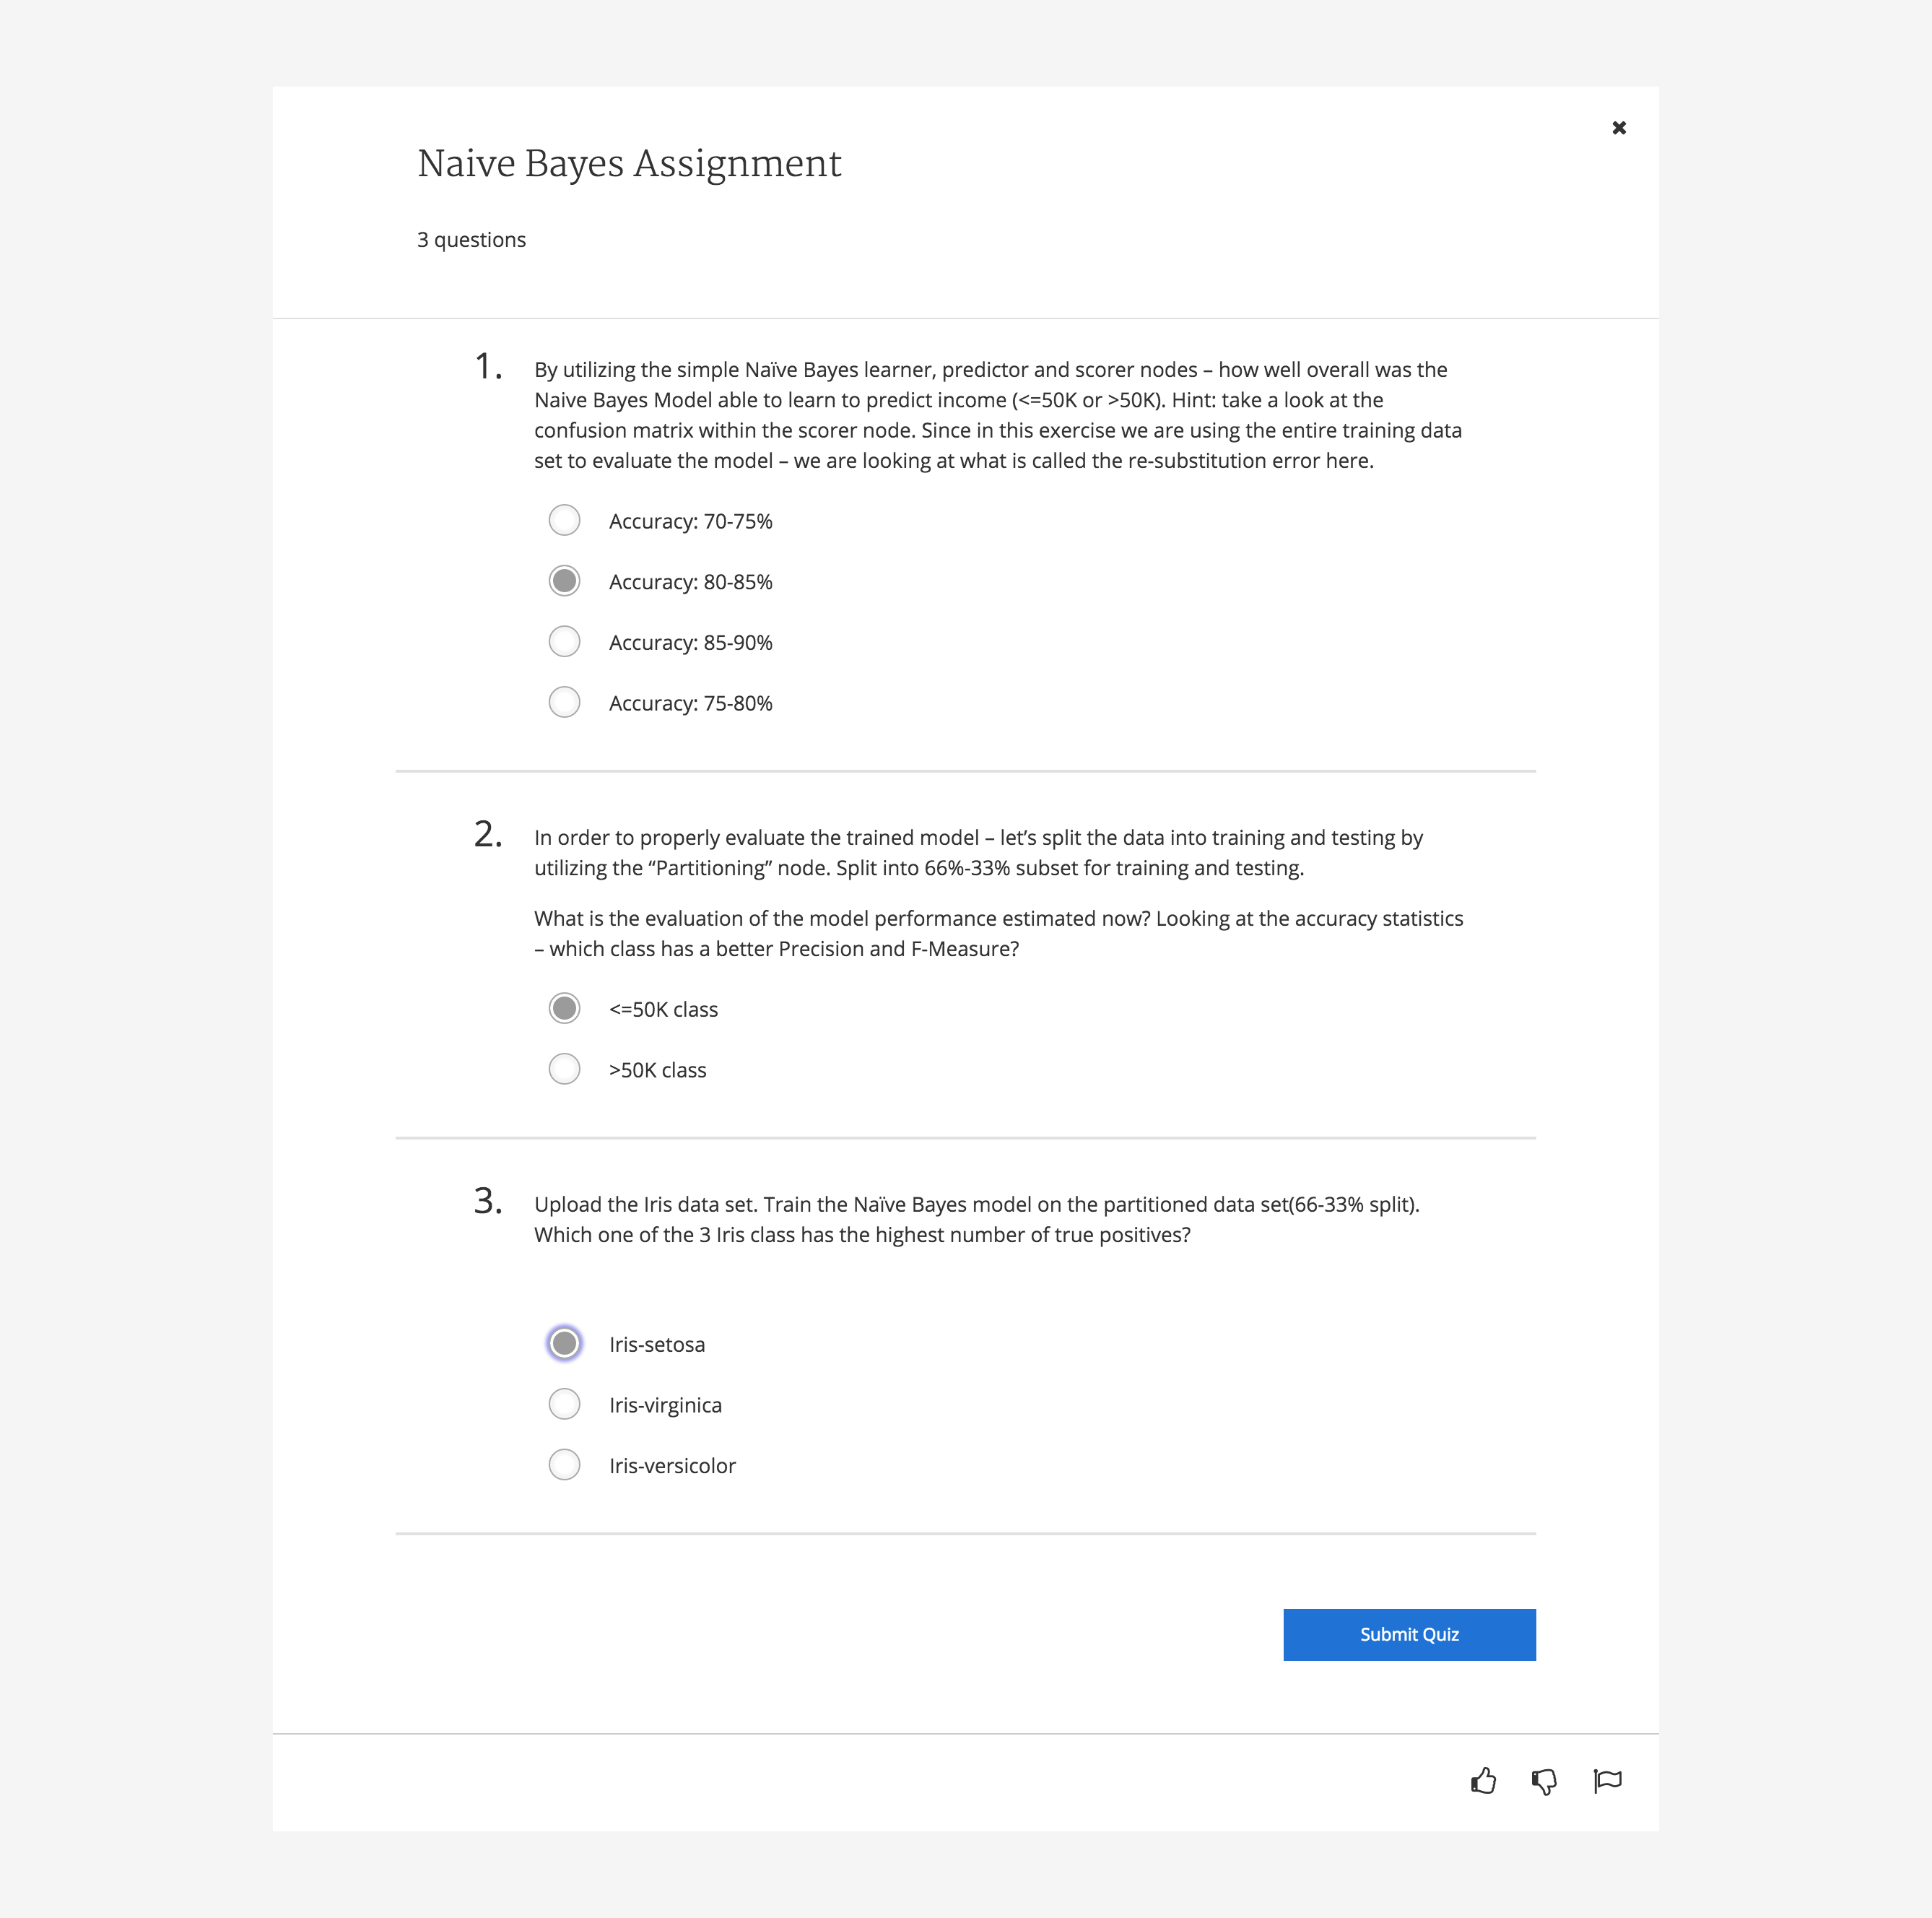 Naive Bayes Assignment
3 questions
1.
By utilizing the simple Naïve Bayes learner, predictor and scorer nodes – how well overall was the
Naive Bayes Model able to learn to predict income (<=50K or >50K). Hint: take a look at the
confusion matrix within the scorer node. Since in this exercise we are using the entire training data
set to evaluate the model – we are looking at what is called the re-substitution error here.
Accuracy: 70-75%
Accuracy: 80-85%
Accuracy: 85-90%
Accuracy: 75-80%
2.
In order to properly evaluate the trained model – let’s split the data into training and testing by
utilizing the “Partitioning” node. Split into 66%-33% subset for training and testing.
What is the evaluation of the model performance estimated now? Looking at the accuracy statistics
– which class has a better Precision and F-Measure?
<=50K class
>50K class
3.
Upload the Iris data set. Train the Naïve Bayes model on the partitioned data set(66-33% split).
Which one of the 3 Iris class has the highest number of true positives?
Iris-setosa
Iris-virginica
Iris-versicolor
Submit Quiz